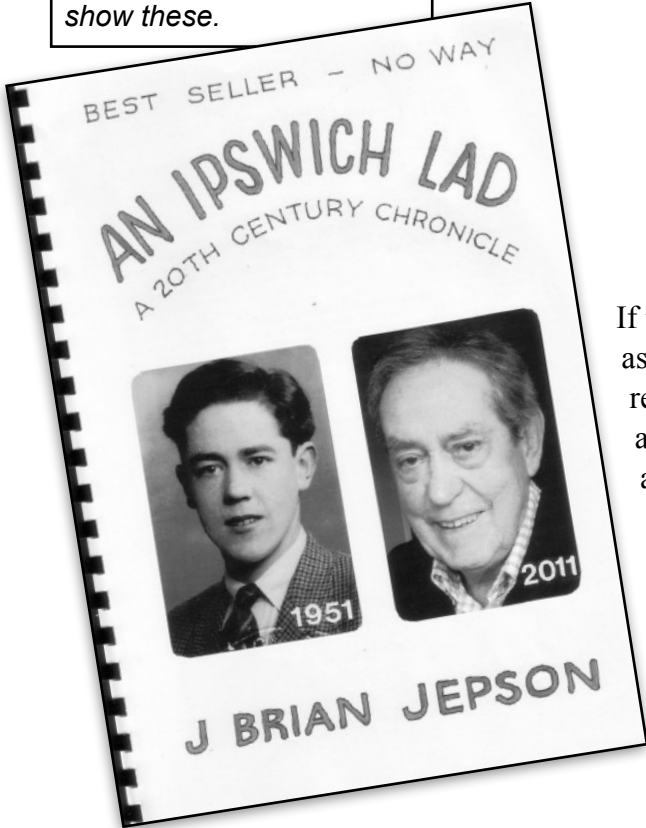 show these.
BEST SELLER – NO WAY
AN IPSWICH LAD
A 20TH CENTURY CHRONICLE
1951
2011
J BRIAN JEPSON
If
as
re
a
a